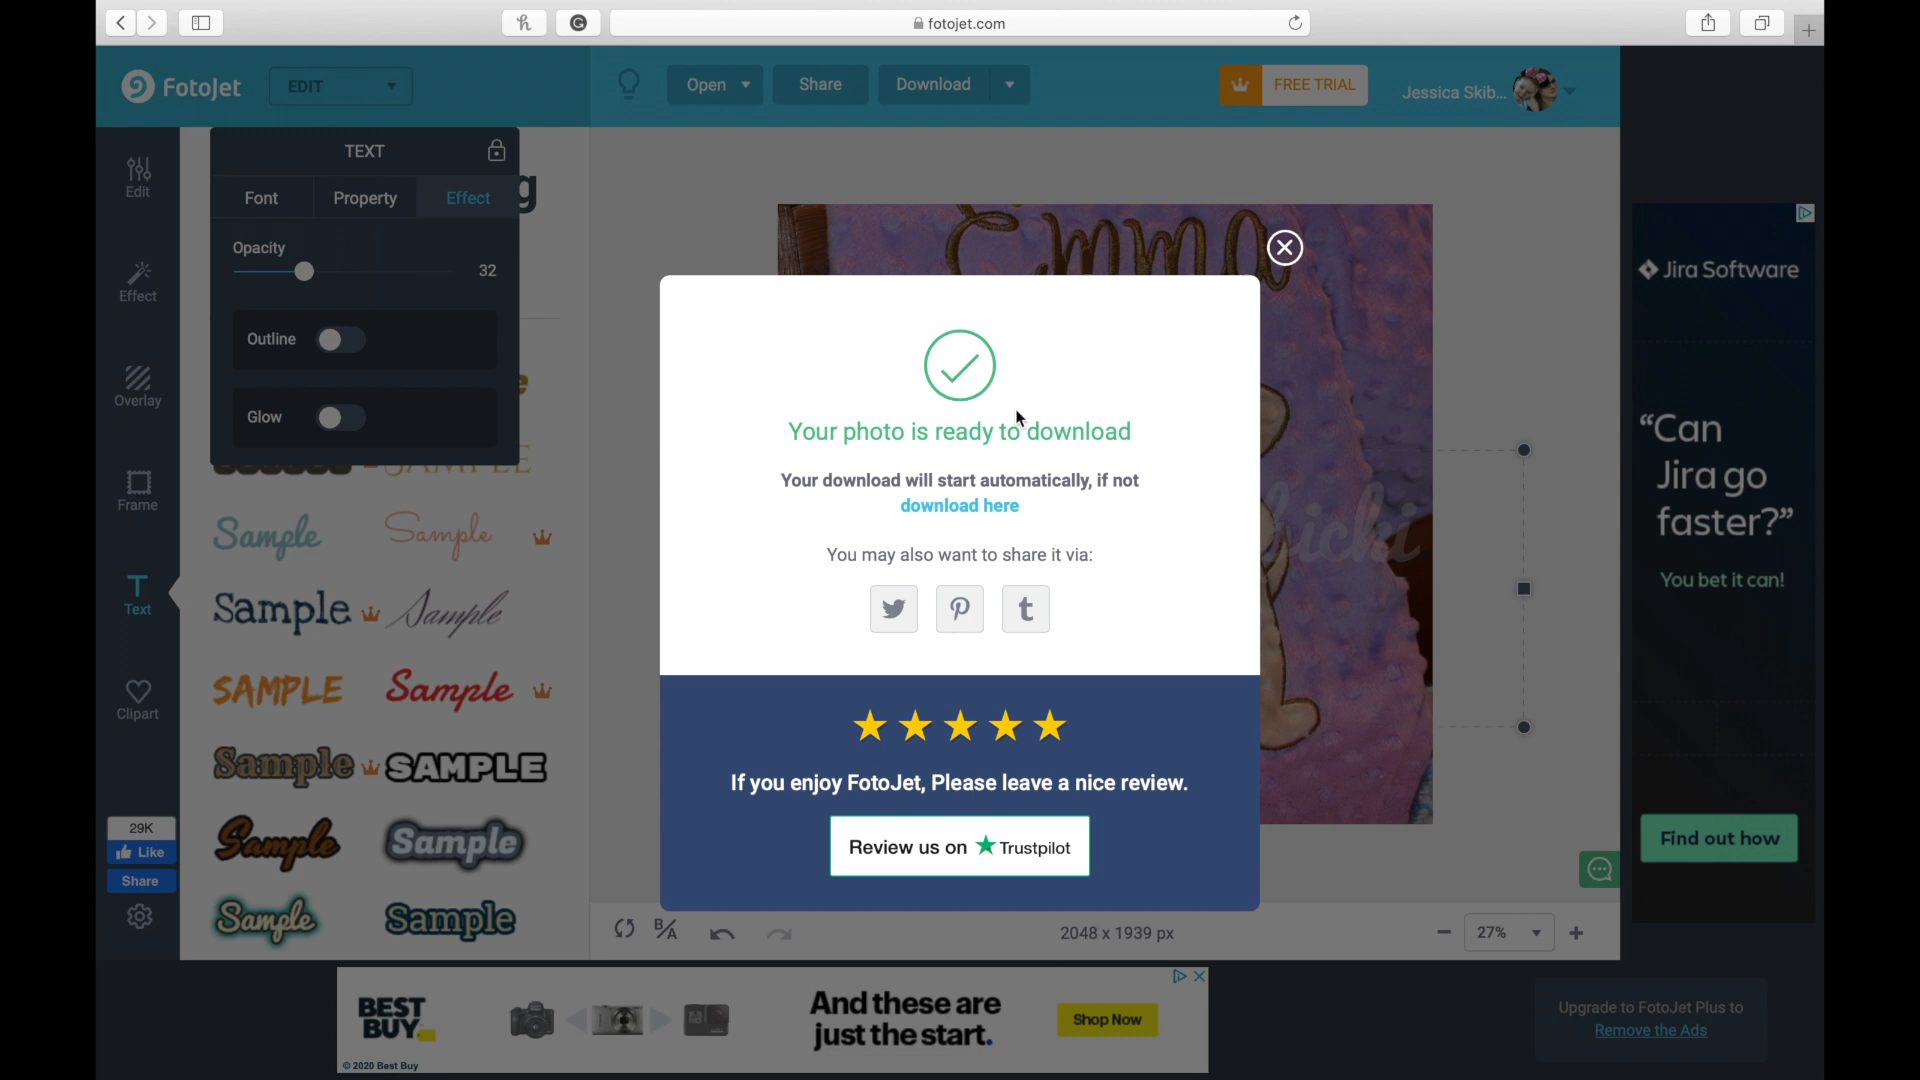 fotojet.com
FotoJet
EDIT
Open
Share
Download
FREE TRIAL
Jessica Skib...
TEXT
Font
Property
Effect
Opacity
32
Outline
Glow
Edit
Effect
Overlay
Frame
Text
Clipart
29K
Like
Share
SAMPLE
Sample
Sample
Sample
Sample
SAMPLE
Sample
Sample
SAMPLE
Sample
Sample
Sample
Sample
Emma
Your photo is ready to download
Your download will start automatically, if not
download here
You may also want to share it via:
If you enjoy FotoJet, Please leave a nice review.
Review us on Trustpilot
B/A
2048 x 1939 px
27%
Jira Software
“Can
Jira go
faster?”
You bet it can!
Find out how
BEST
BUY
And these are
just the start.
Shop Now
© 2020 Best Buy
Upgrade to FotoJet Plus to
Remove the Ads